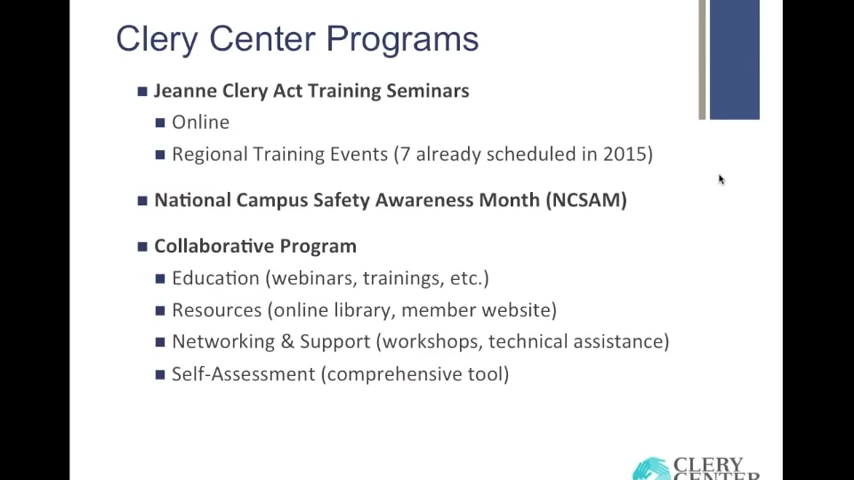 Clery Center Programs
Jeanne Clery Act Training Seminars
Online
Regional Training Events (7 already scheduled in 2015)
National Campus Safety Awareness Month (NCSAM)
Collaborative Program
Education (webinars, trainings, etc.)
Resources (online library, member website)
Networking & Support (workshops, technical assistance)
Self-Assessment (comprehensive tool)
CLERY
CENTER